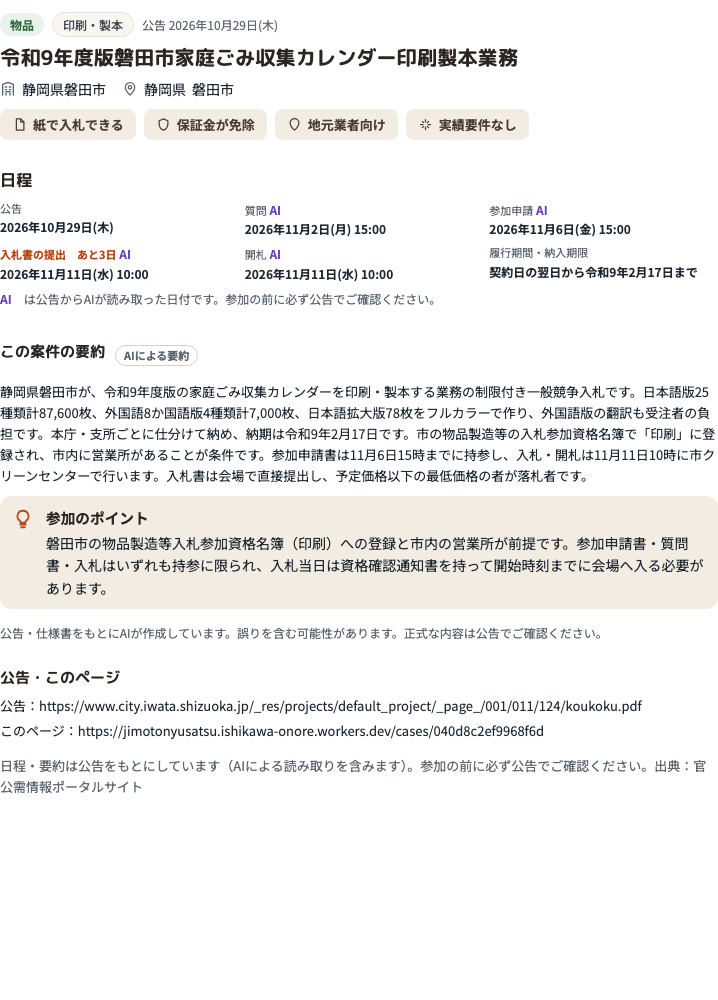 物品 印刷・製本 公告 2026年10月29日(木)
令和9年度版磐田市家庭ごみ収集カレンダー印刷製本業務
静岡県磐田市 静岡県 磐田市
紙で入札できる 保証金が免除 地元業者向け 実績要件なし
日程
公告 質問 AI 参加申請 AI
2026年10月29日(木) 2026年11月2日(月) 15:00 2026年11月6日(金) 15:00
入札書の提出 あと3日 AI 開札 AI 履行期間・納入期限
2026年11月11日(水) 10:00 2026年11月11日(水) 10:00 契約日の翌日から令和9年2月17日まで
AI は公告からAIが読み取った日付です。参加の前に必ず公告でご確認ください。
この案件の要約 AIによる要約
静岡県磐田市が、令和9年度版の家庭ごみ収集カレンダーを印刷・製本する業務の制限付き一般競争入札です。日本語版25
種類計87,600枚、外国語8か国語版4種類計7,000枚、日本語拡大版78枚をフルカラーで作り、外国語版の翻訳も受注者の負
担です。本庁・支所ごとに仕分けて納め、納期は令和9年2月17日です。市の物品製造等の入札参加資格名簿で「印刷」に登
録され、市内に営業所があることが条件です。参加申請書は11月6日15時までに持参し、入札・開札は11月11日10時に市ク
リーンセンターで行います。入札書は会場で直接提出し、予定価格以下の最低価格の者が落札者です。
参加のポイント
磐田市の物品製造等入札参加資格名簿（印刷）への登録と市内の営業所が前提です。参加申請書・質問
書・入札はいずれも持参に限られ、入札当日は資格確認通知書を持って開始時刻までに会場へ入る必要が
あります。
公告・仕様書をもとにAIが作成しています。誤りを含む可能性があります。正式な内容は公告でご確認ください。
公告・このページ
公告：https://www.city.iwata.shizuoka.jp/_res/projects/default_project/_page_/001/011/124/koukoku.pdf
このページ：https://jimotonyusatsu.ishikawa-onore.workers.dev/cases/040d8c2ef9968f6d
日程・要約は公告をもとにしています（AIによる読み取りを含みます）。参加の前に必ず公告でご確認ください。出典：官
公需情報ポータルサイト